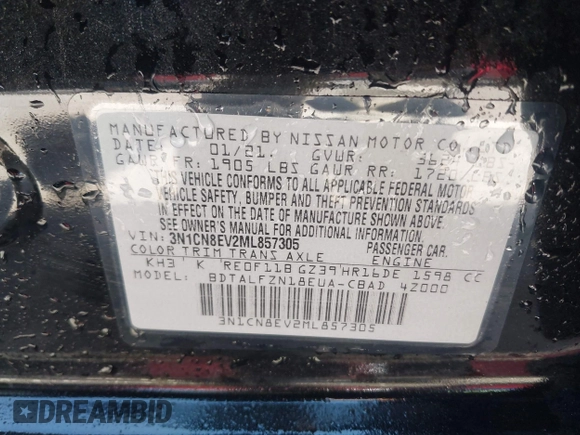 MANUFACTURED BY NISSAN MOTOR CO
DATE: 01/21. GVWR:
GAWR FR: 1905 LBS GAWR RR:
THIS VEHICLE CONFORMS TO ALL APPLICABLE FEDERAL MOTOR
VEHICLE SAFETY, BUMPER AND THEFT PREVENTION STANDARDS
IN EFFECT ON THE DATE OF MANUFACTURE SHOWN ABOVE.
SEE OWNER'S MANUAL FOR ADDITIONAL INFORMATION
VIN: 3N1CN8EV2ML857305 PASSENGER CAR.
COLOR TRIM TRANS AXLE ENGINE
KH3 K RE0F11B GZ39 HR16DE 1598 CC
BDTALFZN18EUA-CBAD 4Z000
3N1CN8EV2ML857305
DREAMBID